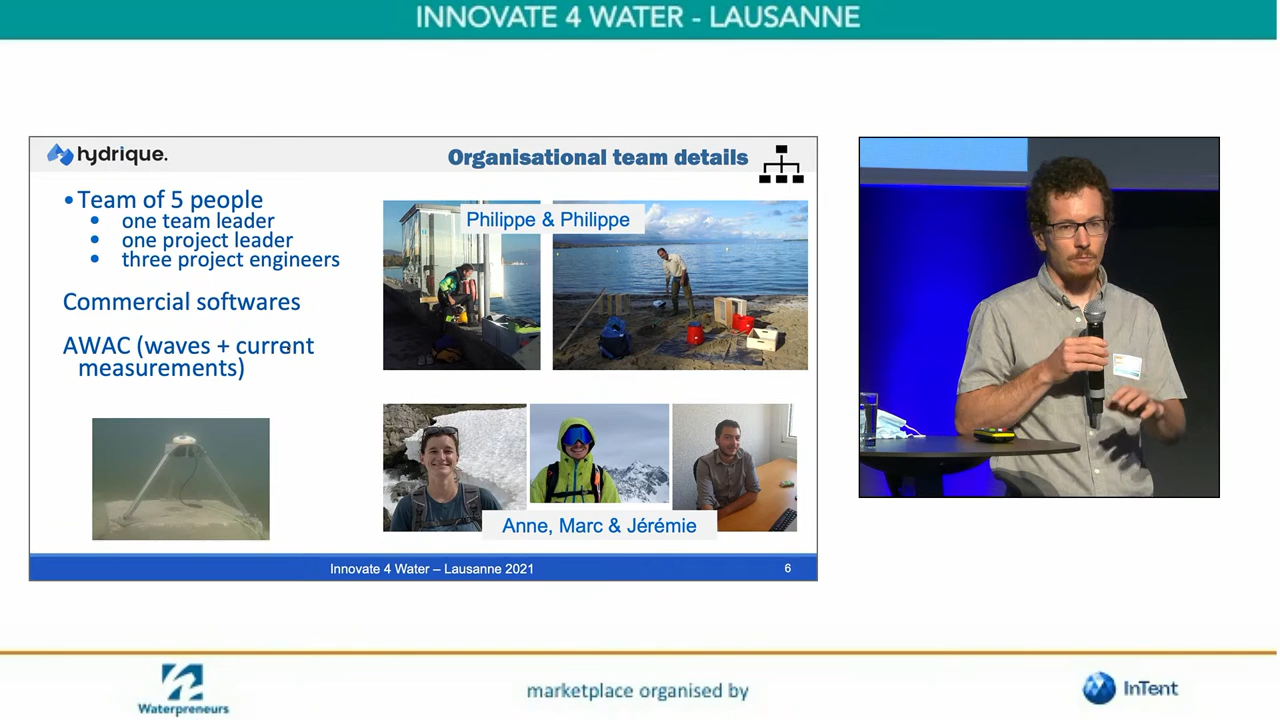 INNOVATE 4 WATER - LAUSANNE
hydrique.
Organisational team details
• Team of 5 people
• one team leader
• one project leader
• three project engineers
Commercial softwares
AWAC (waves + current
measurements)
Philippe & Philippe
Anne, Marc & Jérémie
Innovate 4 Water – Lausanne 2021
6
Waterpreneurs
marketplace organised by
InTent